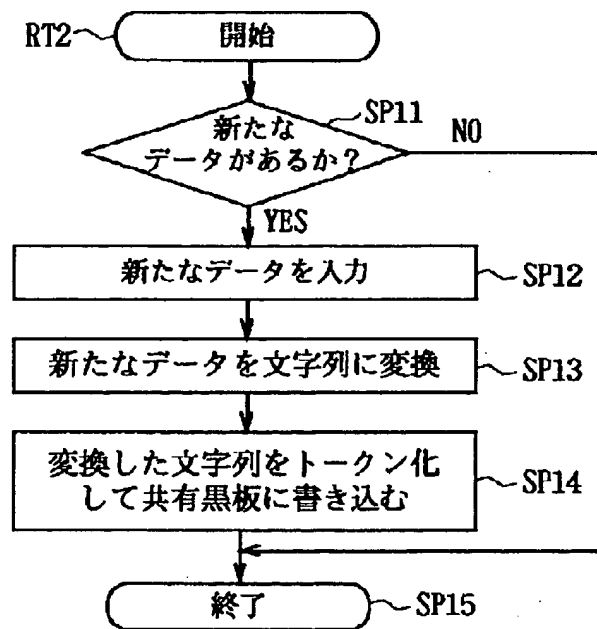 RT2
開始
SP11
新たな
データがあるか?
NO
YES
新たなデータを入力
SP12
新たなデータを文字列に変換
SP13
変換した文字列をトークン化
して共有黒板に書き込む
SP14
終了
SP15